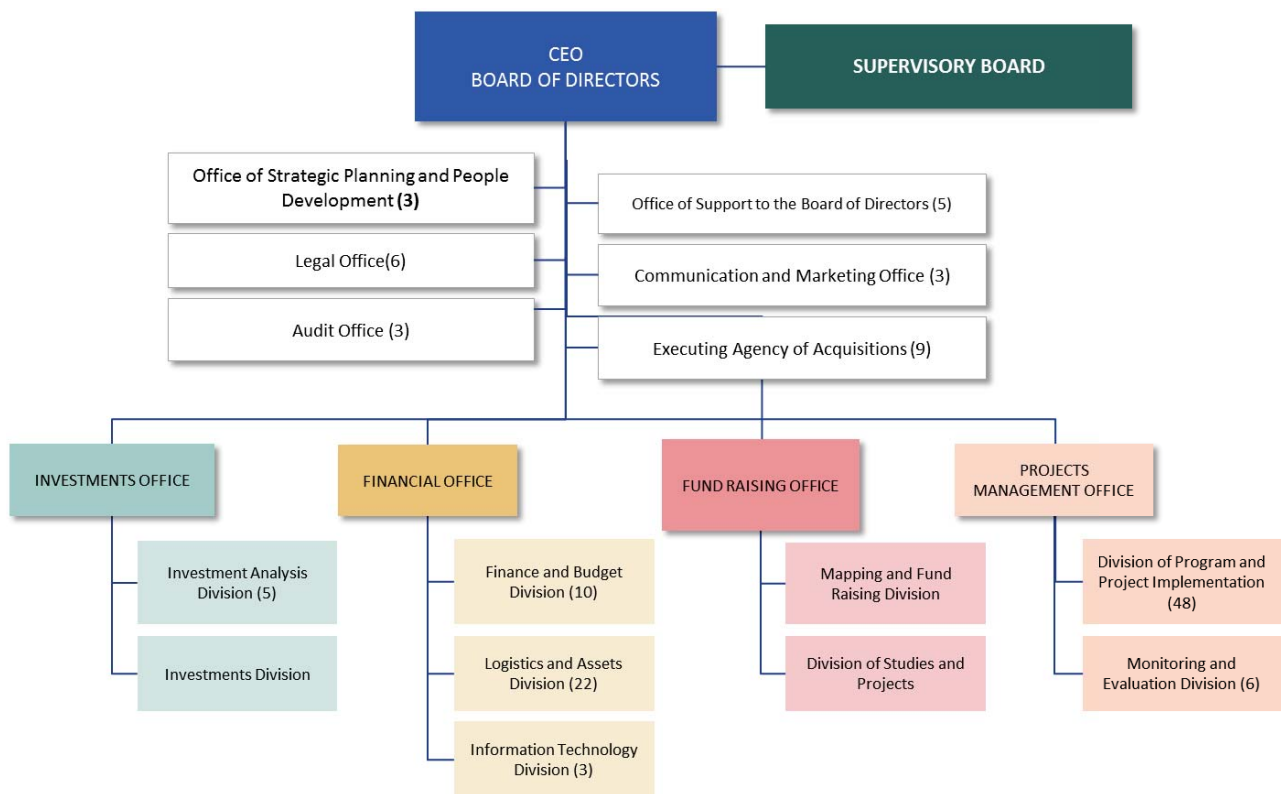 CEO
BOARD OF DIRECTORS
SUPERVISORY BOARD
Office of Strategic Planning and People
Development (3)
Office of Support to the Board of Directors (5)
Legal Office(6)
Communication and Marketing Office (3)
Audit Office (3)
Executing Agency of Acquisitions (9)
INVESTMENTS OFFICE
FINANCIAL OFFICE
FUND RAISING OFFICE
PROJECTS
MANAGEMENT OFFICE
Investment Analysis
Division (5)
Investments Division
Finance and Budget
Division (10)
Logistics and Assets
Division (22)
Information Technology
Division (3)
Mapping and Fund
Raising Division
Division of Studies and
Projects
Division of Program and
Project Implementation
(48)
Monitoring and
Evaluation Division (6)